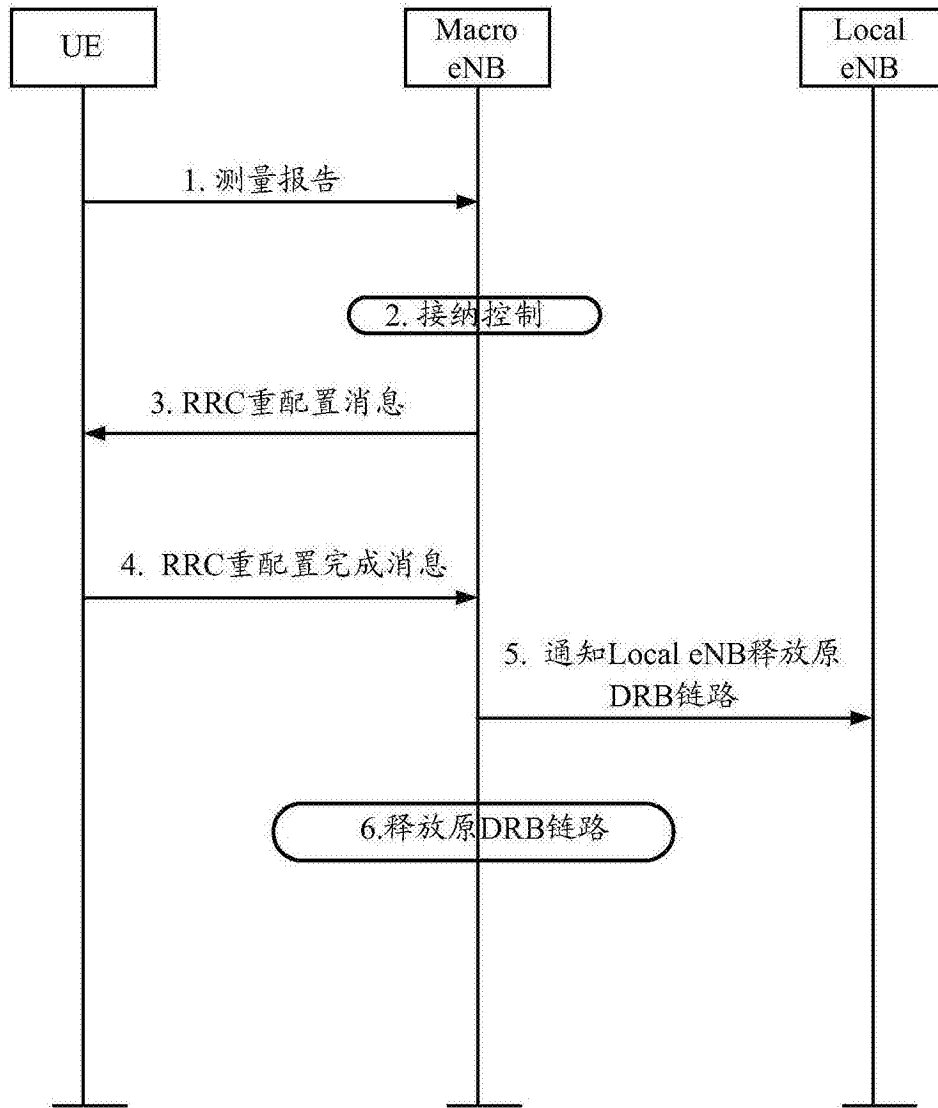 UE
Macro
eNB
Local
eNB
1. 测量报告
2. 接纳控制
3. RRC重配置消息
4. RRC重配置完成消息
5. 通知Local eNB释放原
DRB链路
6.释放原DRB链路